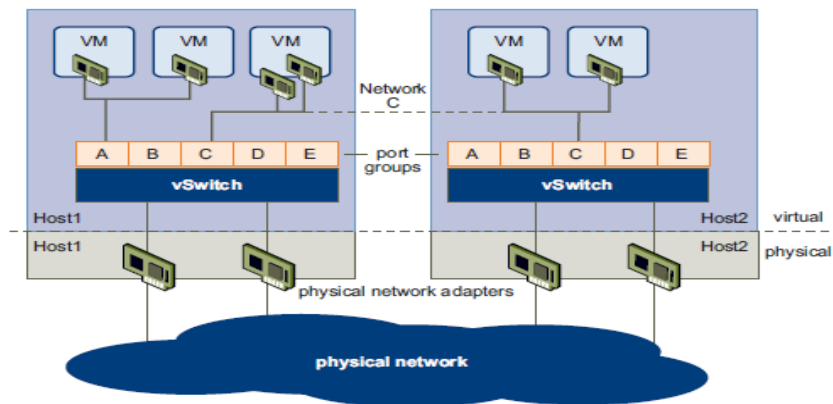 VM VM VM VM VM
Network
C
A B C D E
port
groups
A B C D E
vSwitch
vSwitch
Host1
Host2
virtual
Host1
Host2
physical
physical network adapters
physical network